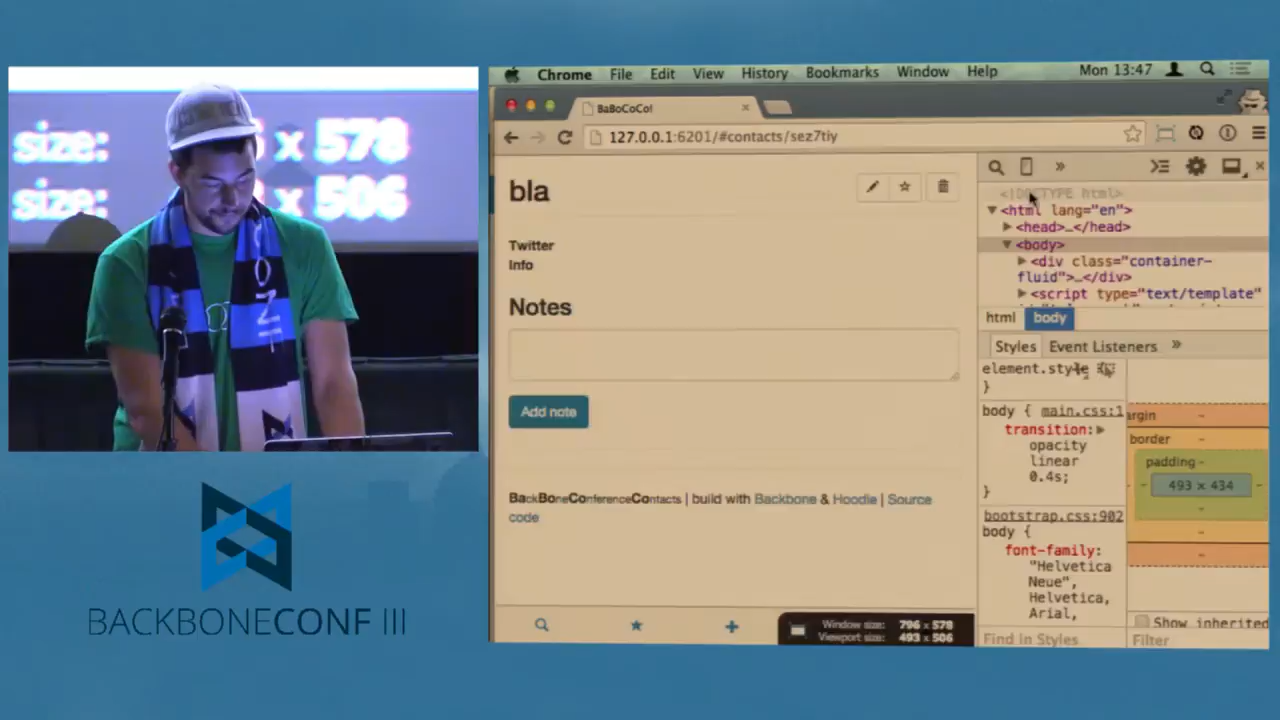 size: x 578
size: x 506
BACKBONECONF III
Chrome File Edit View History Bookmarks Window Help Mon 13:47
BaBoCoCo!
127.0.0.1:6201/#contacts/sez7tiy
bla
Twitter
Info
Notes
Add note
BackBoneConferenceContacts | build with Backbone & Hoodie | Source
code
Window size: 796 x 578
Viewport size: 493 x 506
<!DOCTYPE html>
<html lang="en">
<head>…</head>
<body>
<div class="container-
fluid">…</div>
<script type="text/template"
html body
Styles Event Listeners »
element.style
}
body { main.css:1
transition:
opacity
linear
0.4s;
}
bootstrap.css:902
body {
font-family:
"Helvetica
Neue",
Helvetica,
Arial,
Find in Styles
argin -
border -
padding -
- 493 × 434 -
-
-
-
Show inherited
Filter